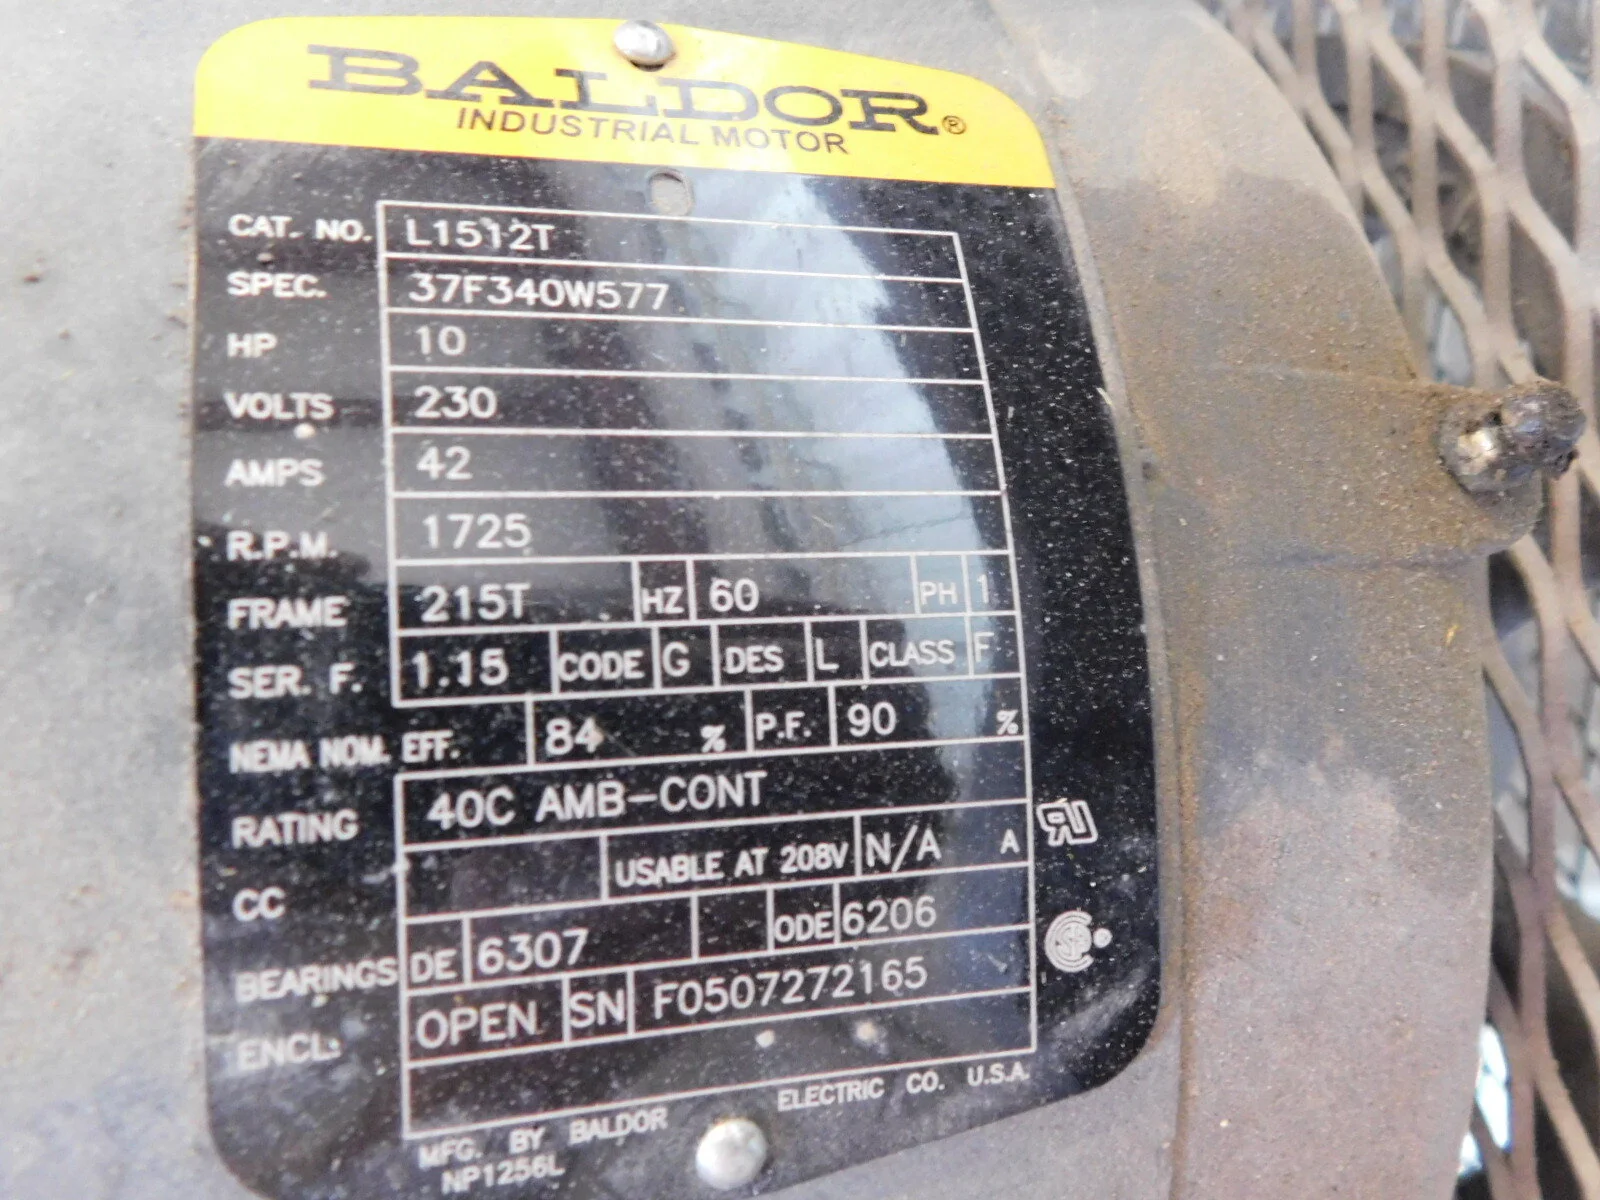 BALDOR®
INDUSTRIAL MOTOR
CAT. NO. L1512T
SPEC. 37F340W577
HP 10
VOLTS 230
AMPS 42
R.P.M. 1725
FRAME 215T HZ 60 PH 1
SER. F. 1.15 CODE G DES L CLASS F
NEMA NOM. EFF. 84 % P.F. 90 %
RATING 40C AMB-CONT
CC USABLE AT 208V N/A A
BEARINGS DE 6307 ODE 6206
ENCL. OPEN SN F0507272165
MFG. BY BALDOR ELECTRIC CO. U.S.A.
NP1256L